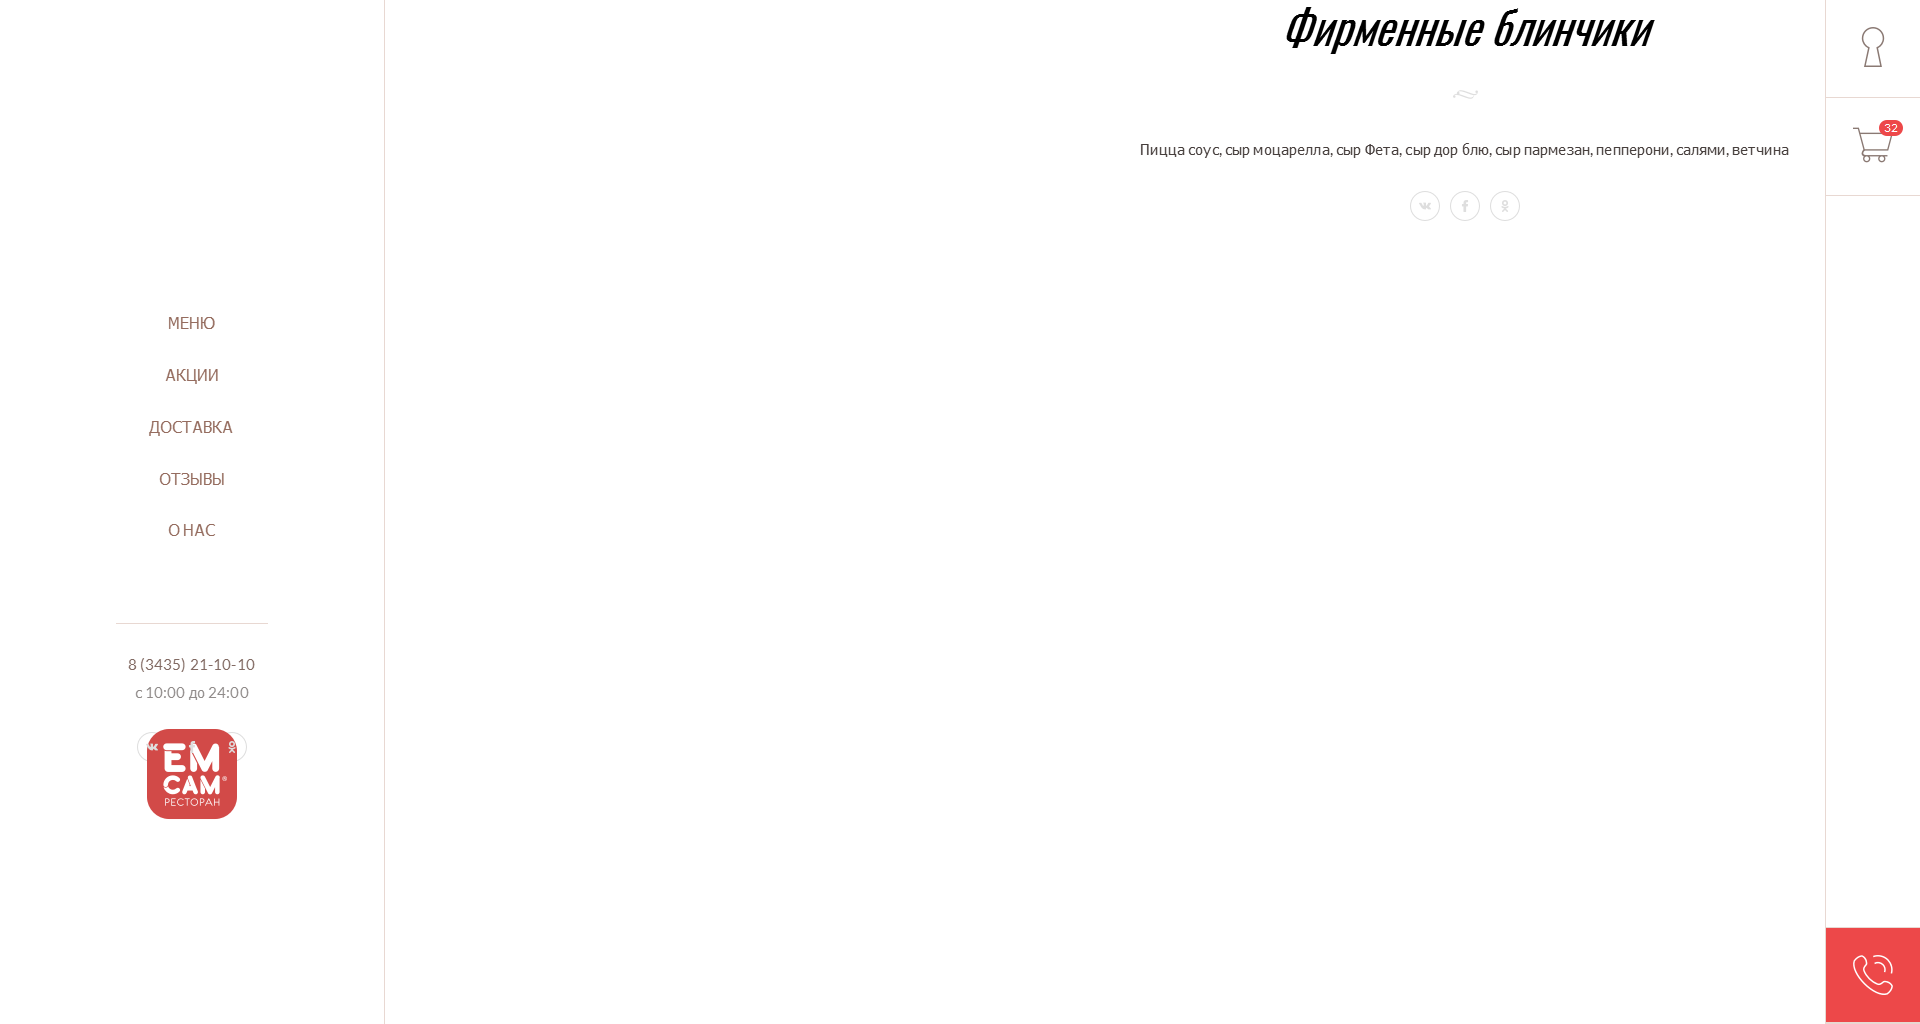 МЕНЮ
АКЦИИ
ДОСТАВКА
ОТЗЫВЫ
О НАС
8 (3435) 21-10-10
с 10:00 до 24:00
ЕМ
САМ®
РЕСТОРАН
Фирменные блинчики
Пицца соус, сыр моцарелла, сыр Фета, сыр дор блю, сыр пармезан, пепперони, салями, ветчина
32